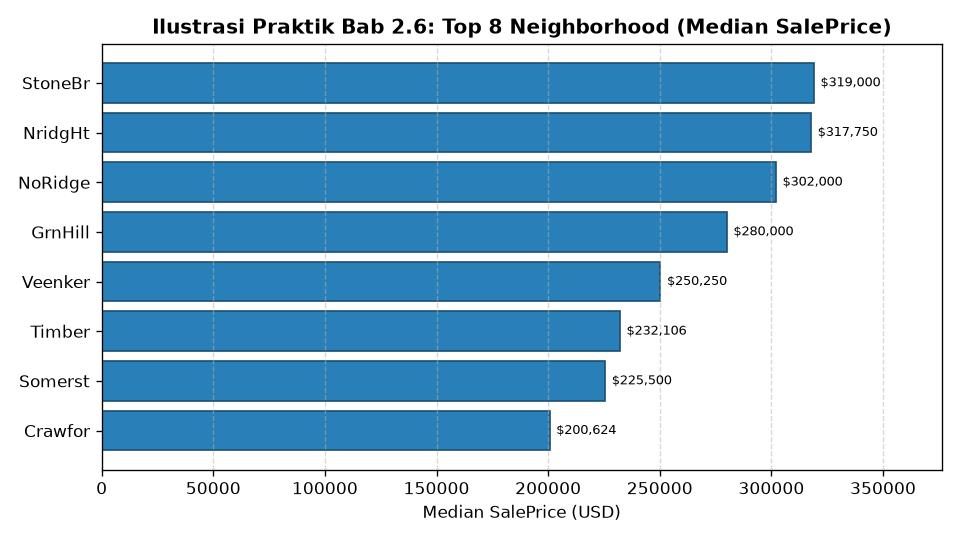 Ilustrasi Praktik Bab 2.6: Top 8 Neighborhood (Median SalePrice)
StoneBr $319,000
NridgHt $317,750
NoRidge $302,000
GrnHill $280,000
Veenker $250,250
Timber $232,106
Somerst $225,500
Crawfor $200,624
0 50000 100000 150000 200000 250000 300000 350000
Median SalePrice (USD)